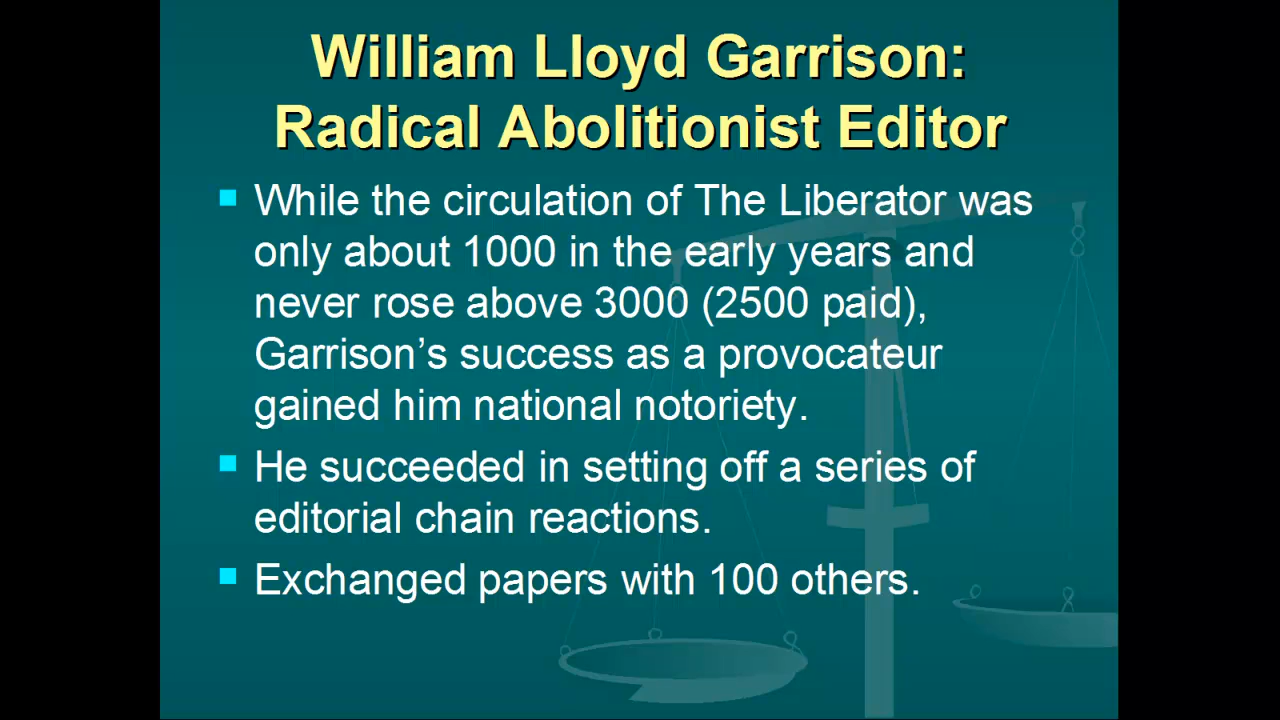 William Lloyd Garrison:
Radical Abolitionist Editor
While the circulation of The Liberator was
only about 1000 in the early years and
never rose above 3000 (2500 paid),
Garrison’s success as a provocateur
gained him national notoriety.
He succeeded in setting off a series of
editorial chain reactions.
Exchanged papers with 100 others.